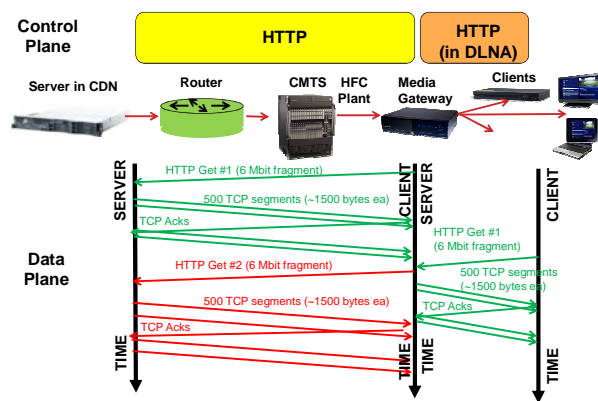 Control
Plane
HTTP
HTTP
(in DLNA)
Server in CDN
Router
CMTS
HFC
Plant
Media
Gateway
Clients
Data
Plane
SERVER
CLIENT
SERVER
CLIENT
HTTP Get #1 (6 Mbit fragment)
500 TCP segments (~1500 bytes ea)
TCP Acks
HTTP Get #1
(6 Mbit fragment)
HTTP Get #2 (6 Mbit fragment)
500 TCP segments
(~1500 bytes ea)
500 TCP segments (~1500 bytes ea)
TCP Acks
TCP Acks
TIME
TIME
TIME
TIME